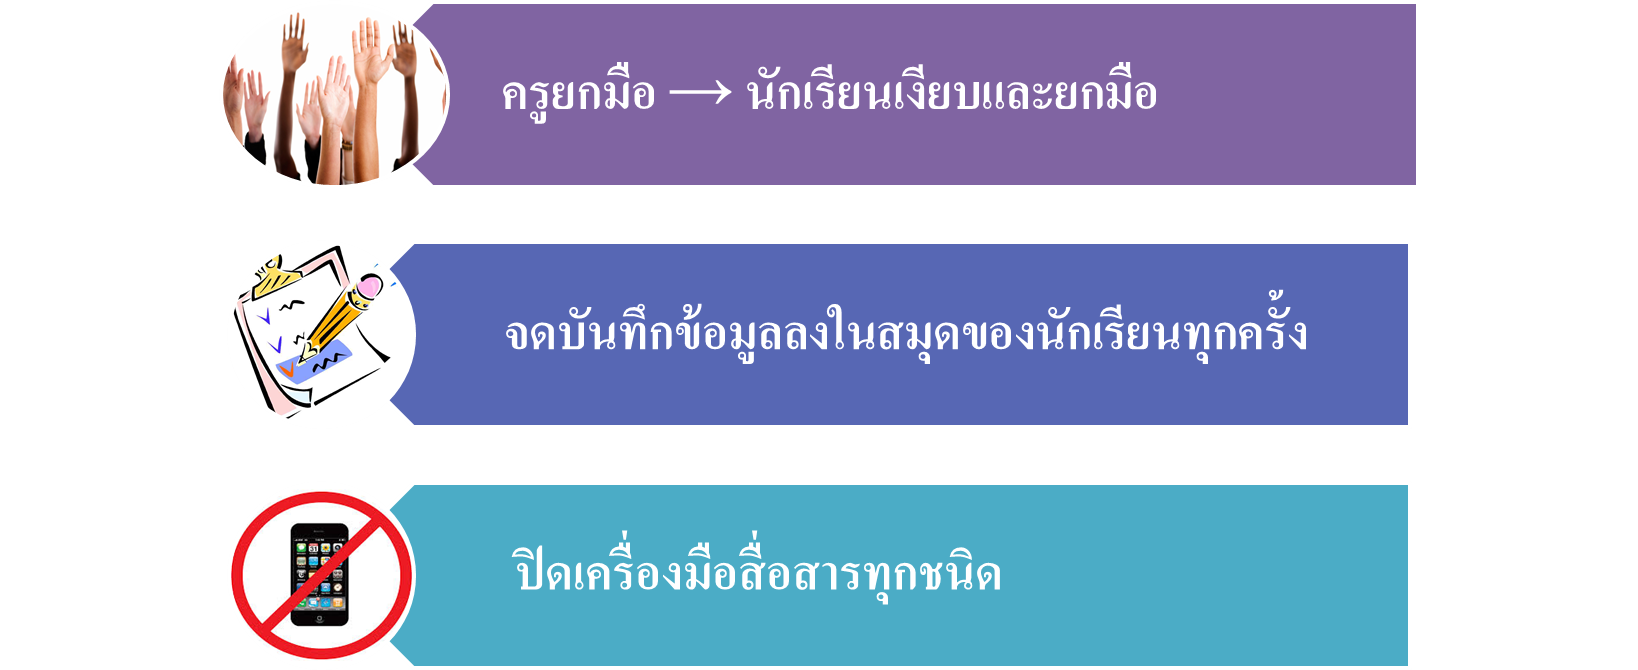 ครูยกมือ → นักเรียนเงียบและยกมือ
จดบันทึกข้อมูลลงในสมุดของนักเรียนทุกครั้ง
ปิดเครื่องมือสื่อสารทุกชนิด